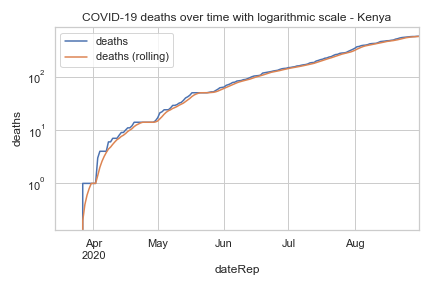 COVID-19 deaths over time with logarithmic scale - Kenya
deaths
deaths (rolling)
10²
10¹
10⁰
deaths
Apr
2020
May
Jun
Jul
Aug
dateRep